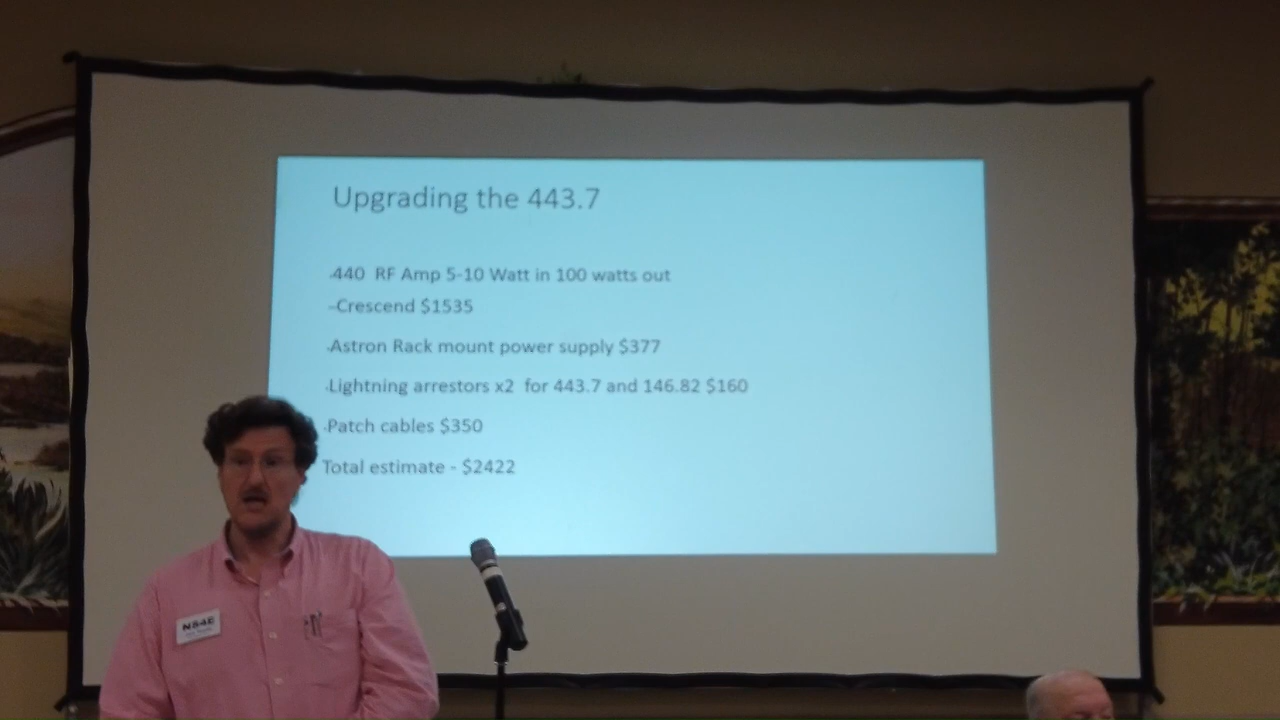 Upgrading the 443.7
440 RF Amp 5-10 Watt in 100 watts out
–Crescend $1535
Astron Rack mount power supply $377
Lightning arrestors x2 for 443.7 and 146.82 $160
Patch cables $350
Total estimate - $2422